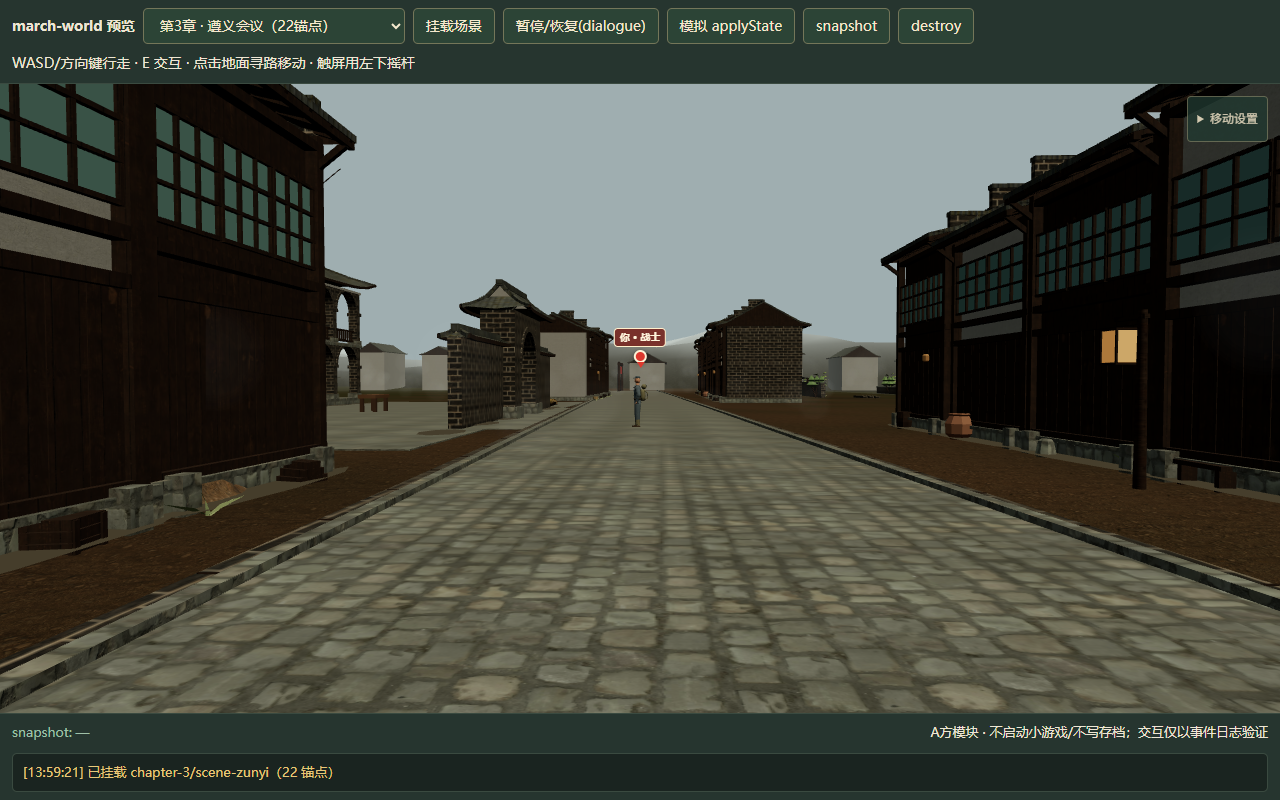 march-world 预览
第3章 · 遵义会议（22锚点）
挂载场景
暂停/恢复(dialogue)
模拟 applyState
snapshot
destroy
WASD/方向键行走 · E 交互 · 点击地面寻路移动 · 触屏用左下摇杆
▶ 移动设置
你 · 战士
snapshot: —
A方模块 · 不启动小游戏/不写存档；交互仅以事件日志验证
[13:59:21] 已挂载 chapter-3/scene-zunyi（22 锚点）